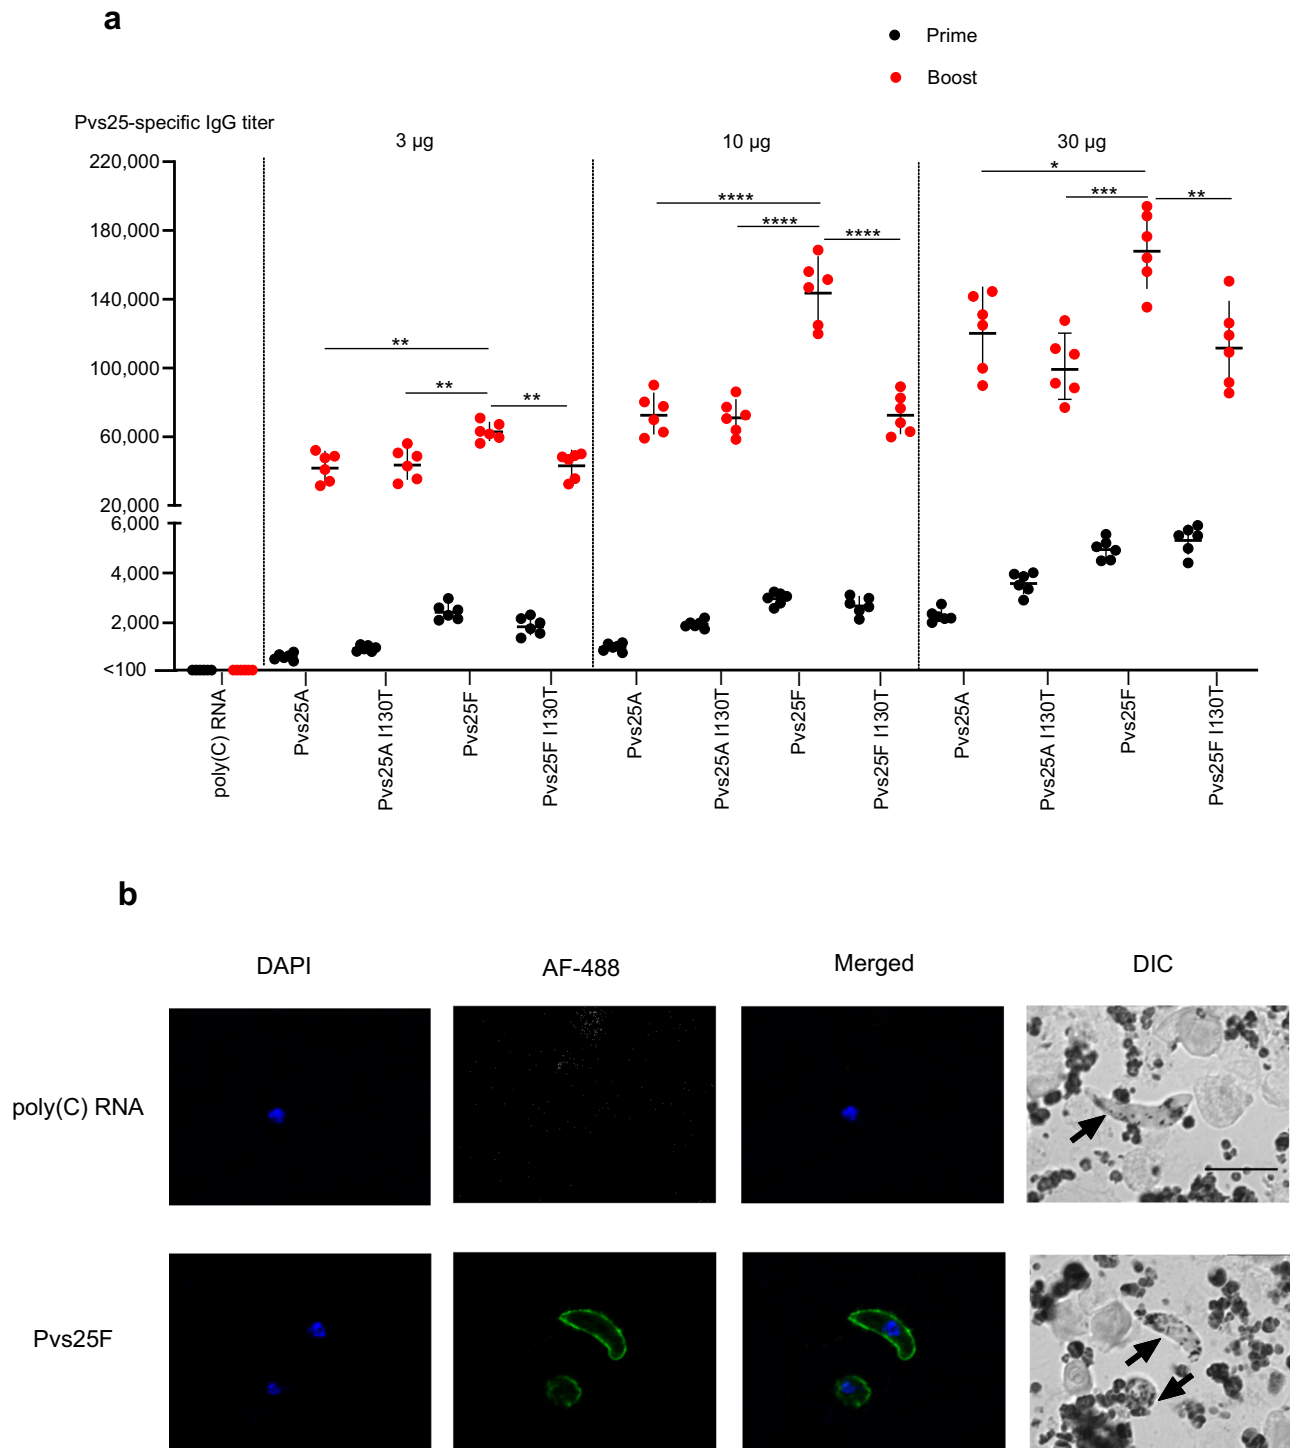 a
Prime
Boost
Pvs25-specific IgG titer
3 µg
10 µg
30 µg
220,000
180,000
140,000
100,000
60,000
20,000
6,000
4,000
2,000
<100
**
**
**
****
****
****
*
***
**
poly(C) RNA
Pvs25A
Pvs25A I130T
Pvs25F
Pvs25F I130T
Pvs25A
Pvs25A I130T
Pvs25F
Pvs25F I130T
Pvs25A
Pvs25A I130T
Pvs25F
Pvs25F I130T
b
DAPI
AF-488
Merged
DIC
poly(C) RNA
Pvs25F